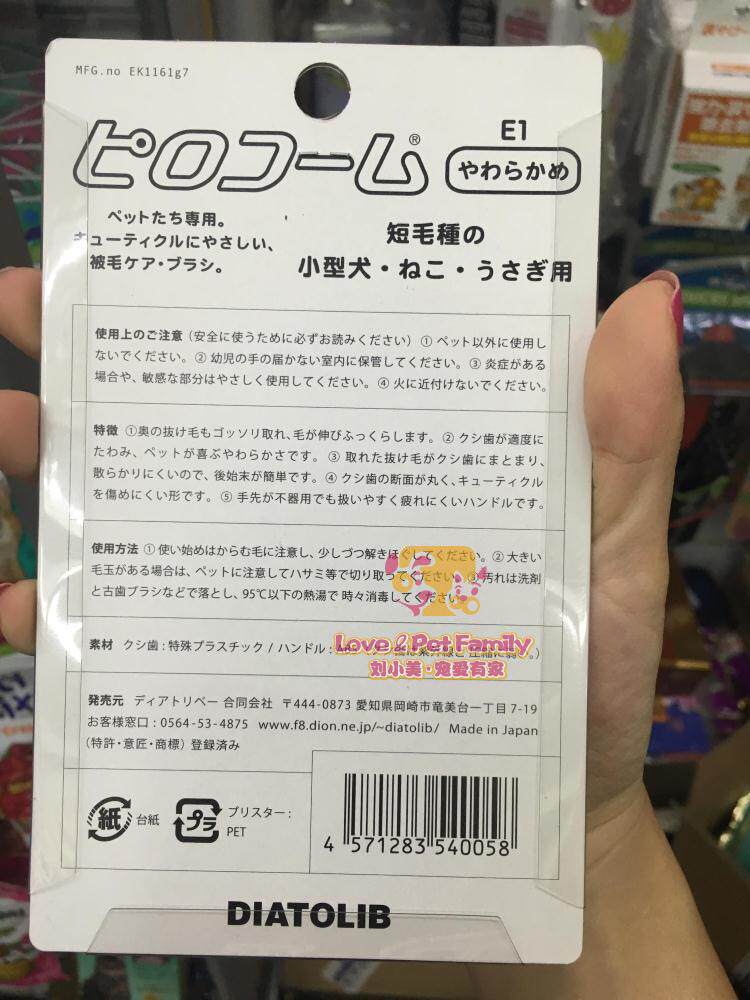 MFG.no EK1161g7
ピロコーム®
E1
やわらかめ
ペットたち専用。
キューティクルにやさしい、
被毛ケア・ブラシ。
短毛種の
小型犬・ねこ・うさぎ用
使用上のご注意（安全に使うために必ずお読みください）① ペット以外に使用し
ないでください。② 幼児の手の届かない室内に保管してください。③ 炎症がある
場合や、敏感な部分はやさしく使用してください。④ 火に近付けないでください。
特徴 ①奥の抜け毛もゴッソリ取れ、毛が伸びふっくらします。② クシ歯が適度に
たわみ、ペットが喜ぶやわらかさです。③ 取れた抜け毛がクシ歯にまとまり、
散らかりにくいので、後始末が簡単です。④ クシ歯の断面が丸く、キューティクル
を傷めにくい形です。⑤ 手先が不器用でも扱いやすく疲れにくいハンドルです。
使用方法 ① 使い始めはからむ毛に注意し、少しづつ解きほぐしてください。② 大きい
毛玉がある場合は、ペットに注意してハサミ等で切り取ってください。③ 汚れは洗剤
と古歯ブラシなどで落とし、95℃以下の熱湯で 時々消毒してください。
素材 クシ歯：特殊プラスチック / ハンドル：
Love & Pet Family
刘小美·宠爱有家
発売元 ディアトリベー 合同会社 〒444-0873 愛知県岡崎市竜美台一丁目 7-19
お客様窓口：0564-53-4875 www.f8.dion.ne.jp/~diatolib/ Made in Japan
（特許・意匠・商標）登録済み
紙 台紙
プラ プリスター：
PET
4 571283 540058
DIATOLIB